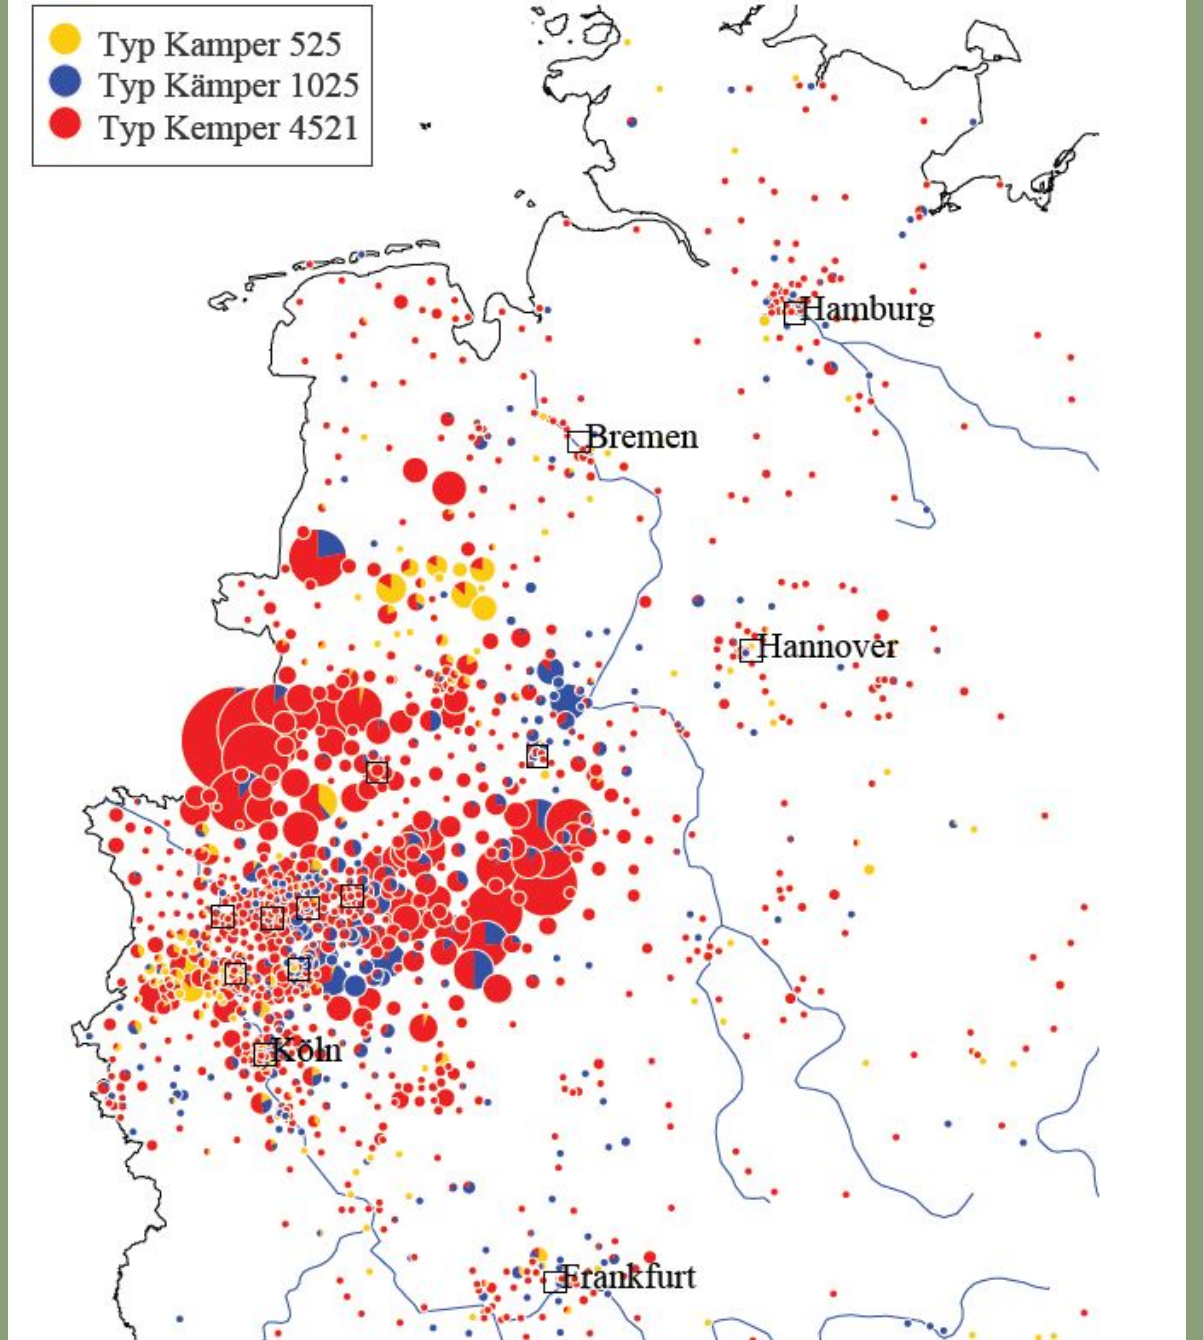 Typ Kamper 525
Typ Kämper 1025
Typ Kemper 4521
Hamburg
Bremen
Hannover
Köln
Frankfurt